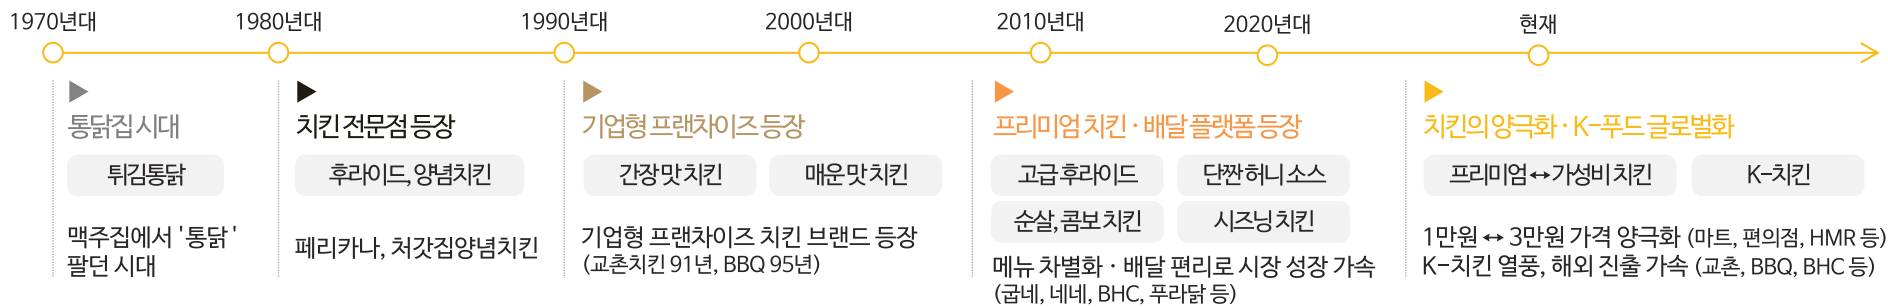 1970년대 1980년대 1990년대 2000년대 2010년대 2020년대 현재
통닭집 시대
튀김통닭
맥주집에서 '통닭'
팔던 시대
치킨 전문점 등장
후라이드, 양념치킨
페리카나, 처갓집양념치킨
기업형 프랜차이즈 등장
간장 맛 치킨 매운 맛 치킨
기업형 프랜차이즈 치킨 브랜드 등장
(교촌치킨 91년, BBQ 95년)
프리미엄 치킨 · 배달 플랫폼 등장
고급 후라이드 단짠 허니 소스
순살, 콤보 치킨 시즈닝 치킨
메뉴 차별화 · 배달 편리로 시장 성장 가속
(굽네, 네네, BHC, 푸라닭 등)
치킨의 양극화 · K-푸드 글로벌화
프리미엄↔가성비 치킨 K-치킨
1만원 ↔ 3만원 가격 양극화 (마트, 편의점, HMR 등)
K-치킨 열풍, 해외 진출 가속 (교촌, BBQ, BHC 등)